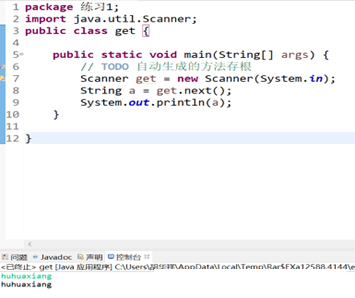 1 package 练习1;
2 import java.util.Scanner;
3 public class get {
4
5 public static void main(String[] args) {
6 // TODO 自动生成的方法存根
7 Scanner get = new Scanner(System.in);
8 String a = get.next();
9 System.out.println(a);
10 }
11
12 }
问题 Javadoc 声明 控制台
<已终止> get [Java 应用程序] C:\Users\胡华祥\AppData\Local\Temp\Rar$EXa12588.4144\e
huhuaxiang
huhuaxiang